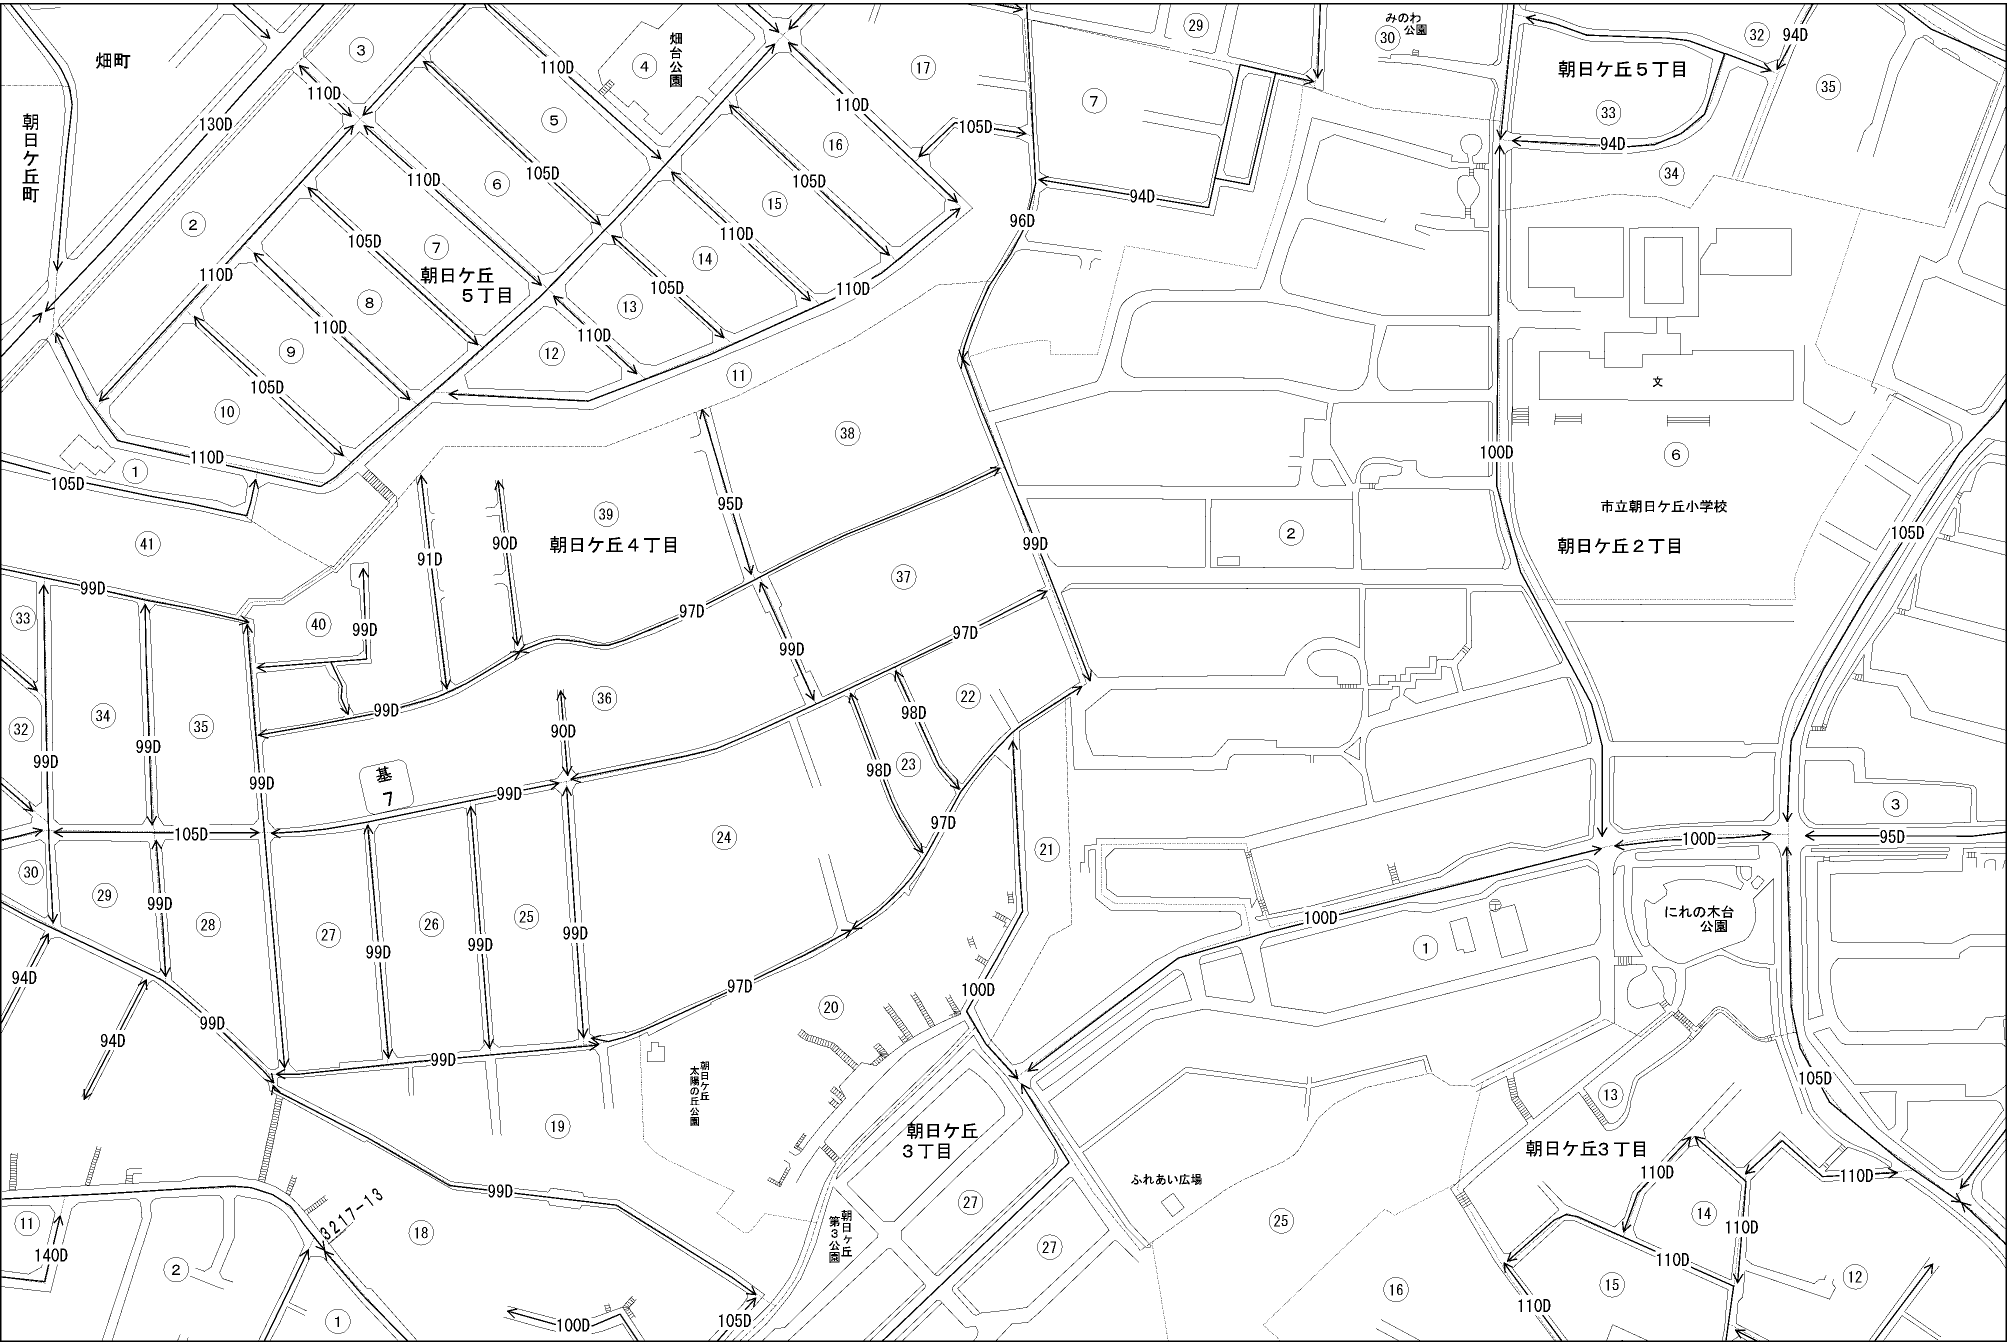 畑町
朝日ケ丘町
130D
110D
3
110D
4
畑台公園
17
29
みのわ
公園
30
32
94D
朝日ケ丘5丁目
33
94D
35
34
2
5
105D
6
110D
110D
16
105D
15
105D
7
94D
96D
110D
105D
7
朝日ケ丘
5丁目
8
110D
9
105D
10
110D
110D
14
105D
13
110D
12
110D
11
1
110D
105D
41
38
39
朝日ケ丘4丁目
95D
90D
91D
99D
37
97D
2
100D
文
6
市立朝日ケ丘小学校
朝日ケ丘2丁目
105D
99D
33
40
99D
97D
99D
97D
36
22
98D
32
34
35
99D
90D
99D
99D
99D
基
7
99D
98D
23
97D
105D
24
21
100D
3
95D
30
29
99D
28
27
99D
26
99D
25
99D
100D
1
にれの木台
公園
94D
94D
99D
99D
97D
20
100D
朝日ケ丘
太陽の丘公園
19
朝日ケ丘
3丁目
105D
13
朝日ケ丘3丁目
110D
110D
99D
18
3217-13
11
140D
2
1
朝日ケ丘
第3公園
27
27
ふれあい広場
25
14
110D
110D
15
12
16
110D
100D
105D